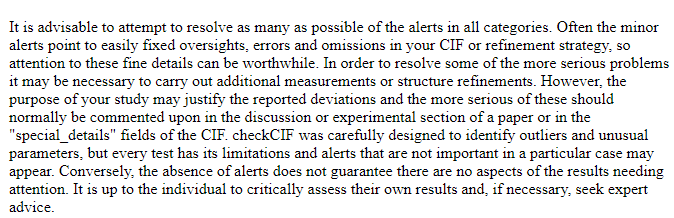 It is advisable to attempt to resolve as many as possible of the alerts in all categories. Often the minor
alerts point to easily fixed oversights, errors and omissions in your CIF or refinement strategy, so
attention to these fine details can be worthwhile. In order to resolve some of the more serious problems
it may be necessary to carry out additional measurements or structure refinements. However, the
purpose of your study may justify the reported deviations and the more serious of these should
normally be commented upon in the discussion or experimental section of a paper or in the
"special_details" fields of the CIF. checkCIF was carefully designed to identify outliers and unusual
parameters, but every test has its limitations and alerts that are not important in a particular case may
appear. Conversely, the absence of alerts does not guarantee there are no aspects of the results needing
attention. It is up to the individual to critically assess their own results and, if necessary, seek expert
advice.